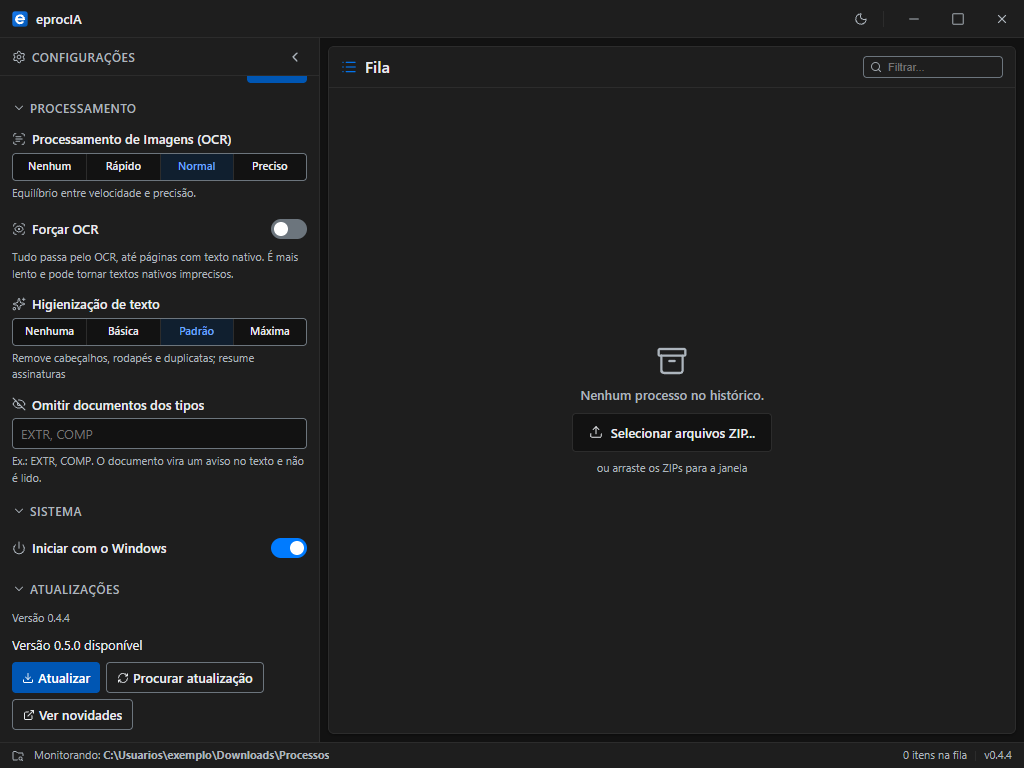 e eprocIA
CONFIGURAÇÕES
PROCESSAMENTO
Processamento de Imagens (OCR)
Nenhum Rápido Normal Preciso
Equilíbrio entre velocidade e precisão.
Forçar OCR
Tudo passa pelo OCR, até páginas com texto nativo. É mais
lento e pode tornar textos nativos imprecisos.
Higienização de texto
Nenhuma Básica Padrão Máxima
Remove cabeçalhos, rodapés e duplicatas; resume
assinaturas
Omitir documentos dos tipos
EXTR, COMP
Ex.: EXTR, COMP. O documento vira um aviso no texto e não
é lido.
SISTEMA
Iniciar com o Windows
ATUALIZAÇÕES
Versão 0.4.4
Versão 0.5.0 disponível
Atualizar Procurar atualização
Ver novidades
Fila
Filtrar...
Nenhum processo no histórico.
Selecionar arquivos ZIP...
ou arraste os ZIPs para a janela
Monitorando: C:\Usuarios\exemplo\Downloads\Processos
0 itens na fila
v0.4.4